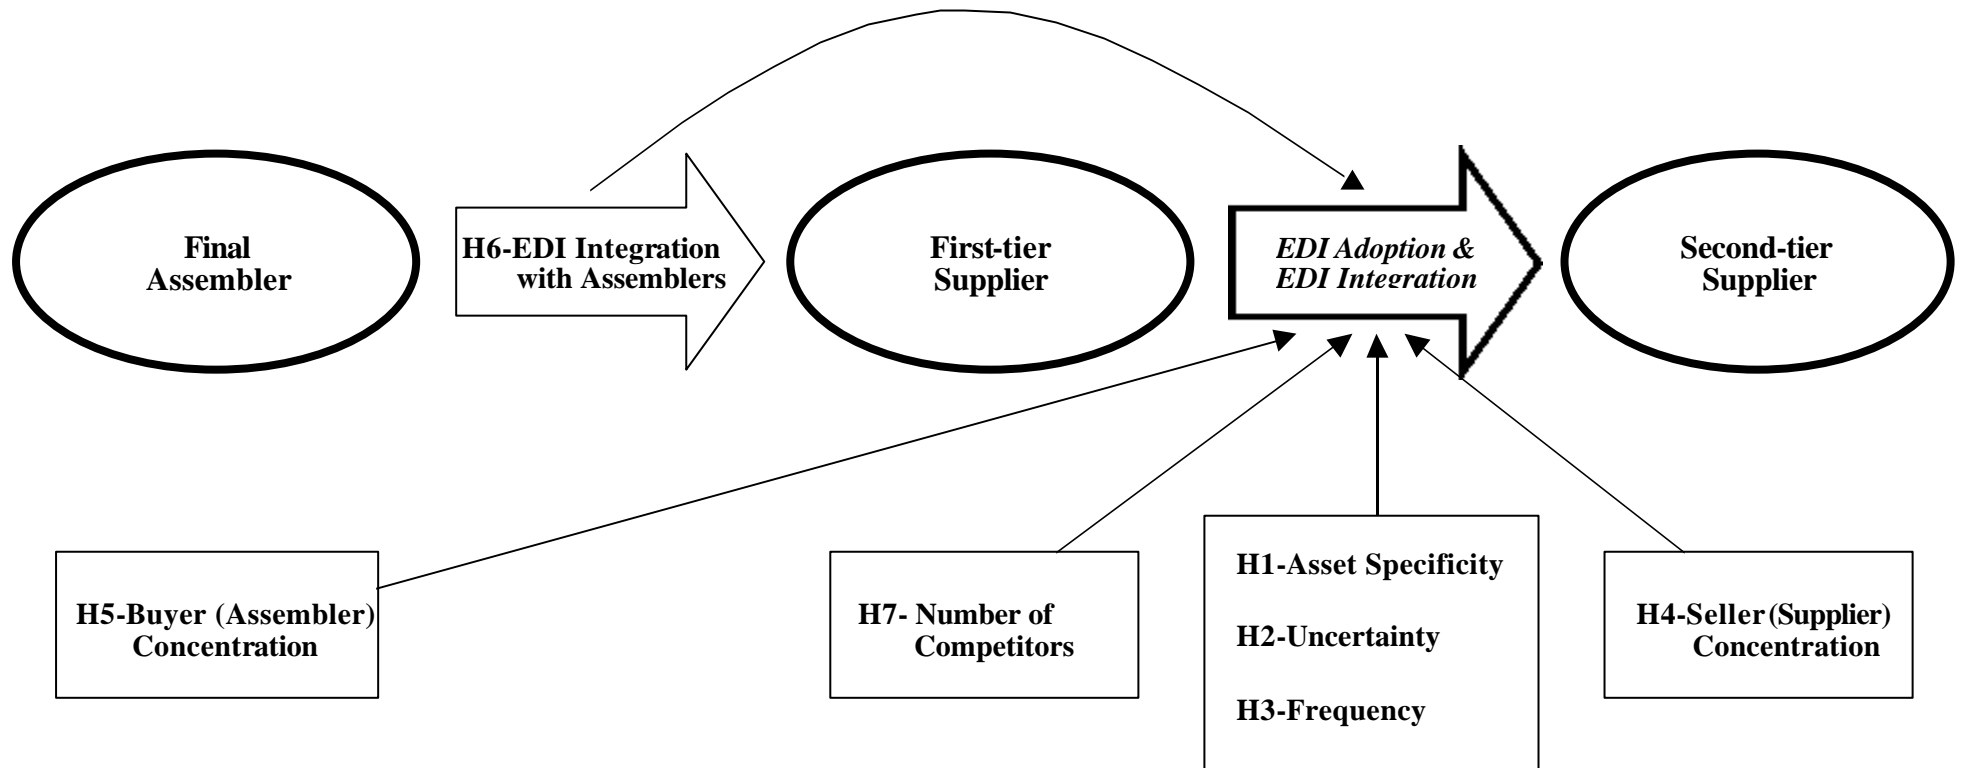 Final
Assembler
H6-EDI Integration
with Assemblers
First-tier
Supplier
EDI Adoption &
EDI Integration
Second-tier
Supplier
H5-Buyer (Assembler)
Concentration
H7- Number of
Competitors
H1-Asset Specificity
H2-Uncertainty
H3-Frequency
H4-Seller (Supplier)
Concentration